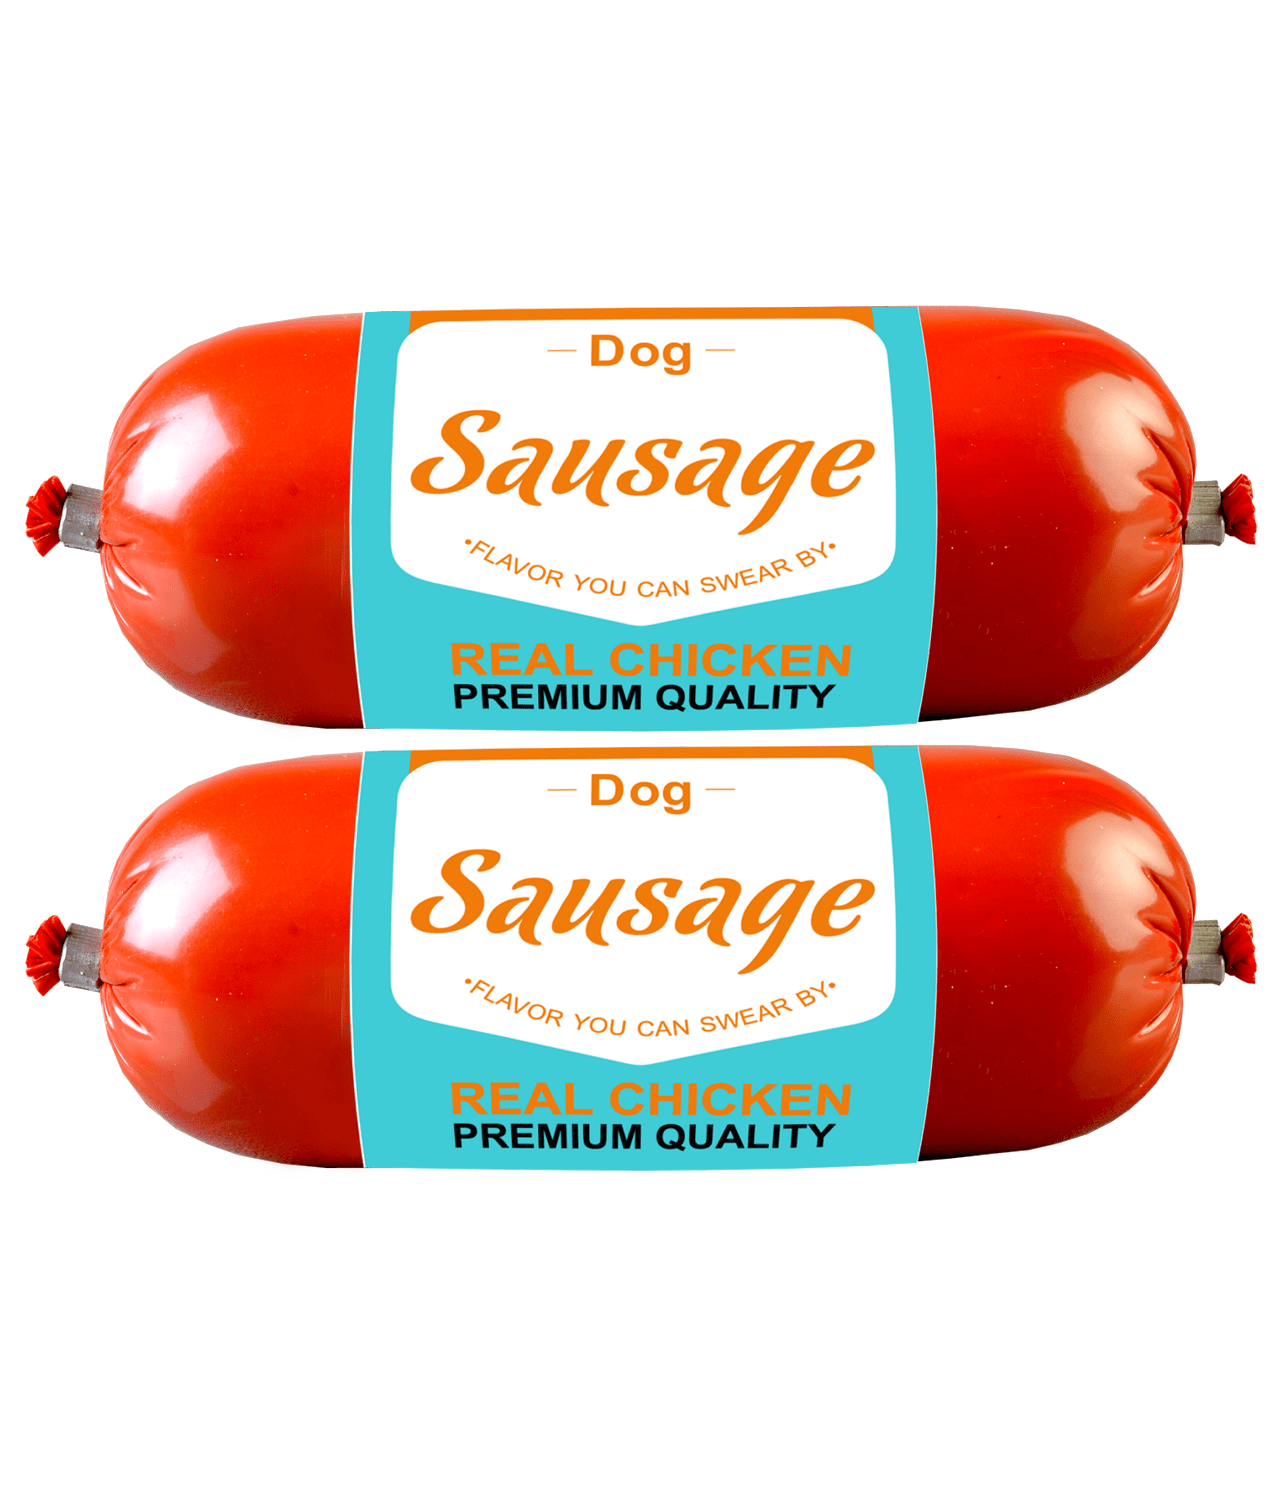 Dog
Sausage
•FLAVOR YOU CAN SWEAR BY•
REAL CHICKEN
PREMIUM QUALITY
Dog
Sausage
•FLAVOR YOU CAN SWEAR BY•
REAL CHICKEN
PREMIUM QUALITY